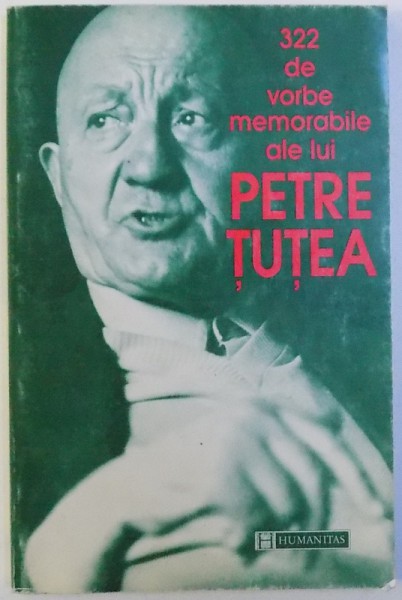 322
de
vorbe
memorabile
ale lui
PETRE
ȚUȚEA
H HUMANITAS